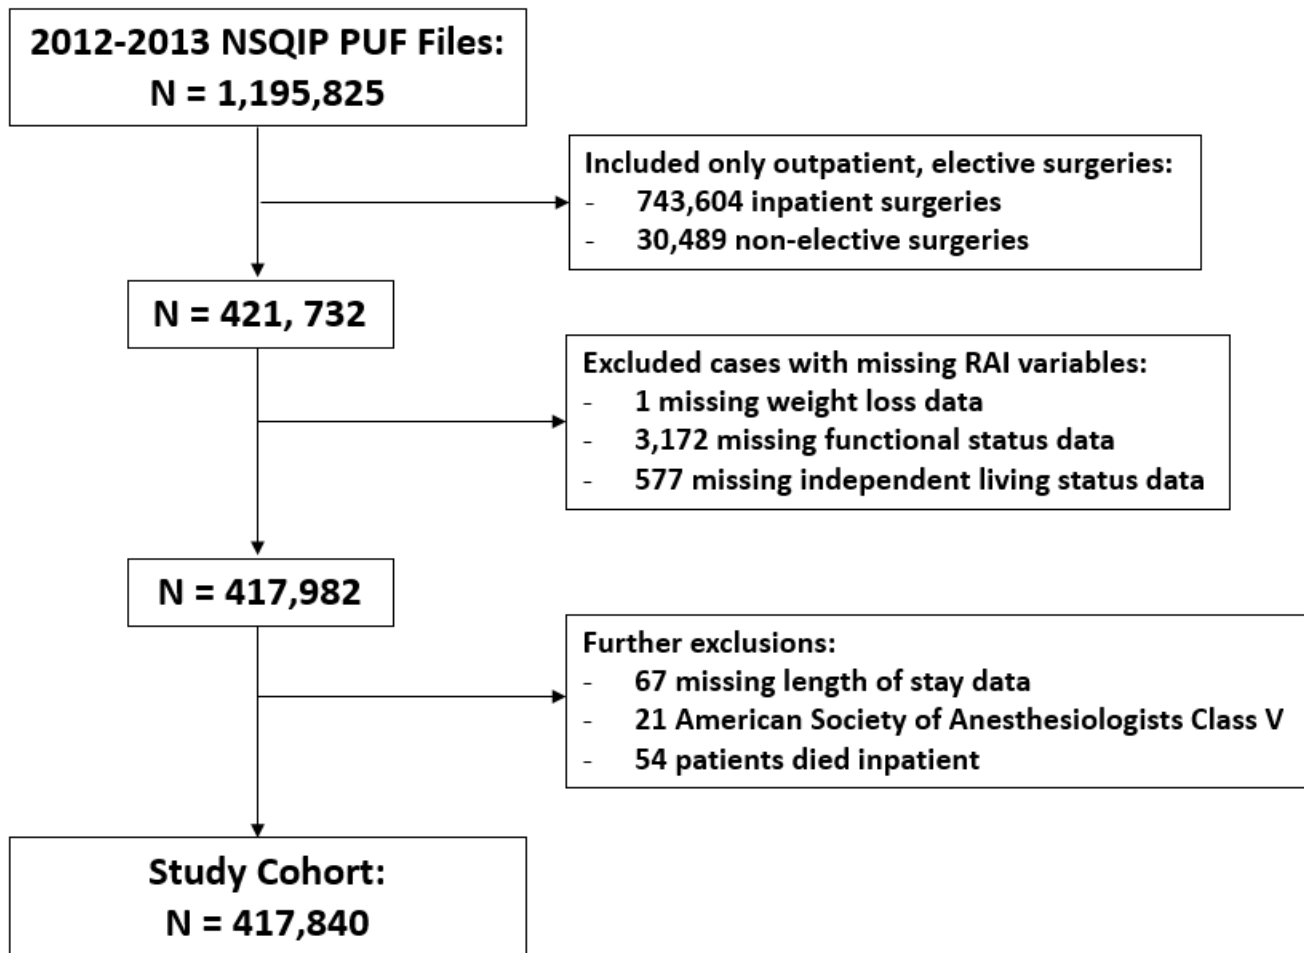 2012-2013 NSQIP PUF Files:
N = 1,195,825
Included only outpatient, elective surgeries:
- 743,604 inpatient surgeries
- 30,489 non-elective surgeries
N = 421, 732
Excluded cases with missing RAI variables:
- 1 missing weight loss data
- 3,172 missing functional status data
- 577 missing independent living status data
N = 417,982
Further exclusions:
- 67 missing length of stay data
- 21 American Society of Anesthesiologists Class V
- 54 patients died inpatient
Study Cohort:
N = 417,840